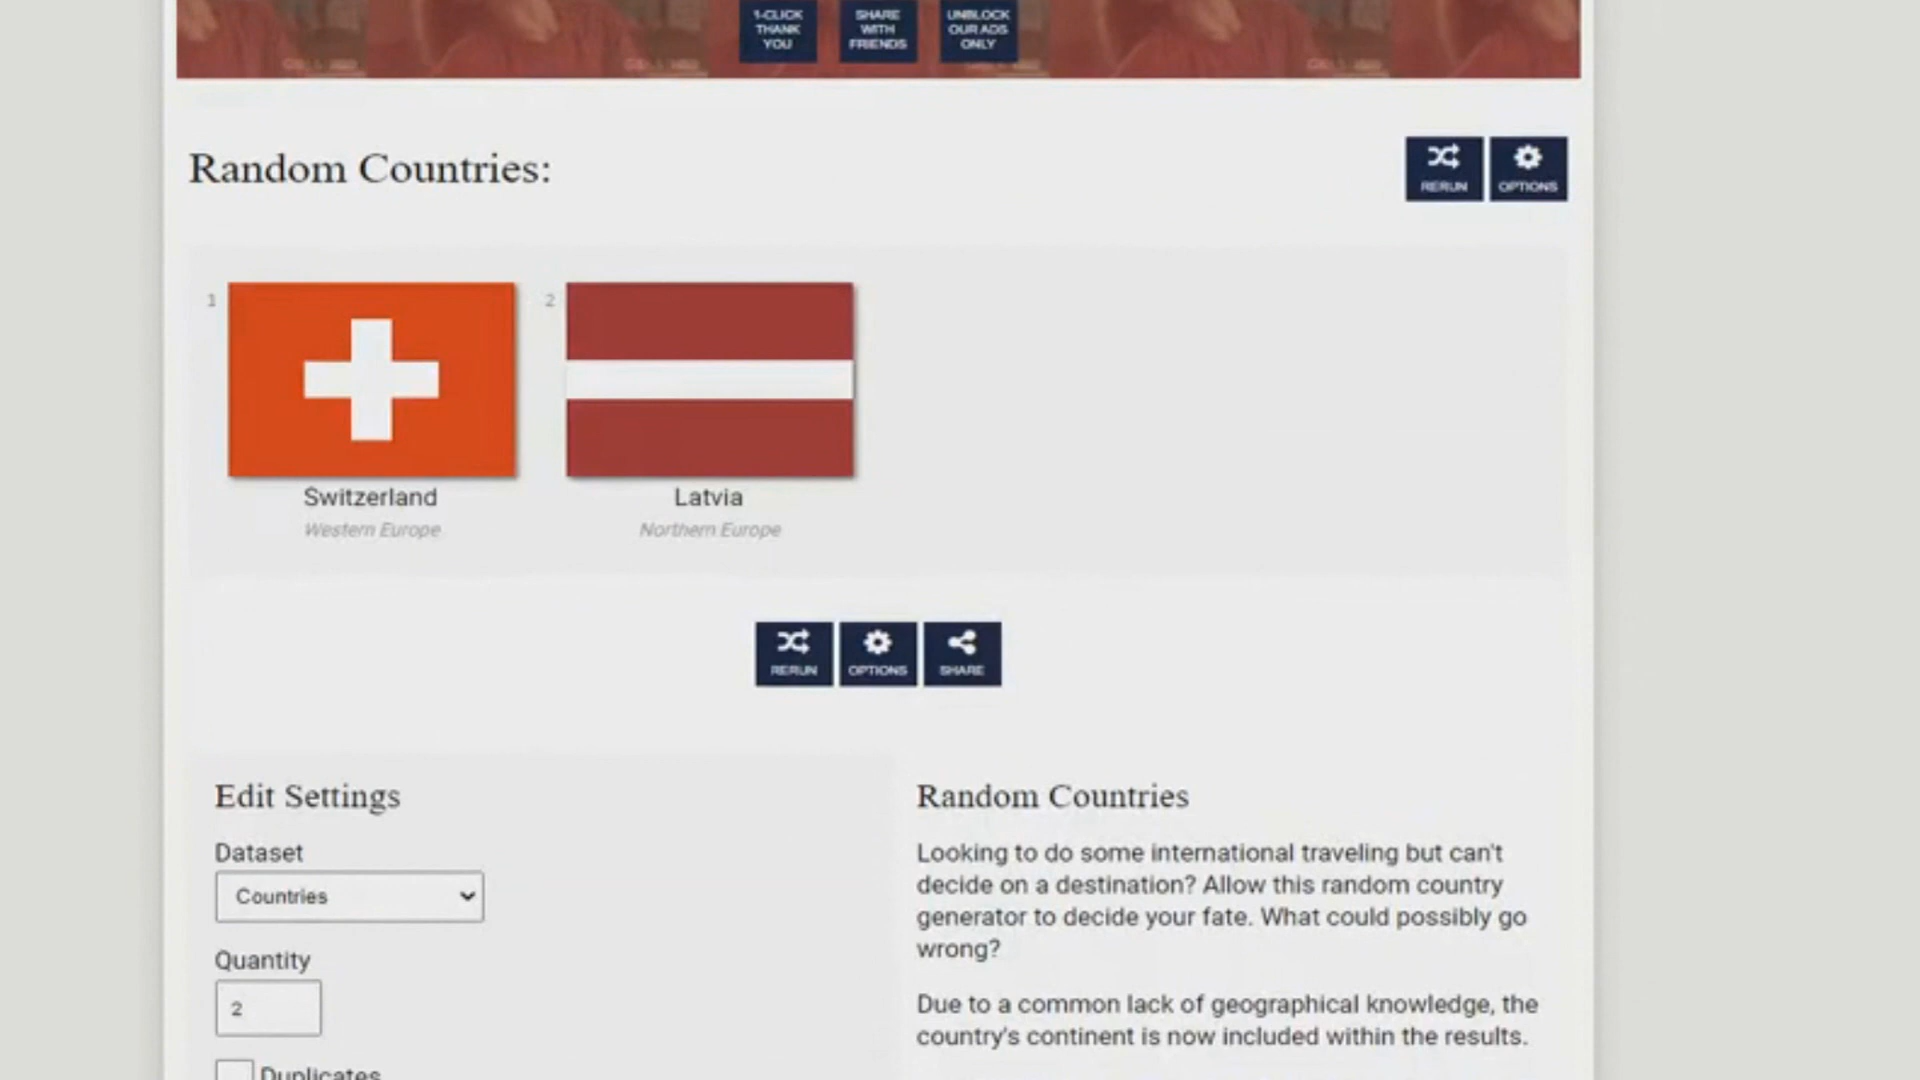 1-CLICK
THANK
YOU
SHARE
WITH
FRIENDS
UNBLOCK
OUR ADS
ONLY
Random Countries:
RERUN
OPTIONS
1
2
Switzerland
Latvia
Western Europe
Northern Europe
RERUN
OPTIONS
SHARE
Edit Settings
Dataset
Countries
Quantity
2
Duplicates
Random Countries
Looking to do some international traveling but can't
decide on a destination? Allow this random country
generator to decide your fate. What could possibly go
wrong?
Due to a common lack of geographical knowledge, the
country's continent is now included within the results.